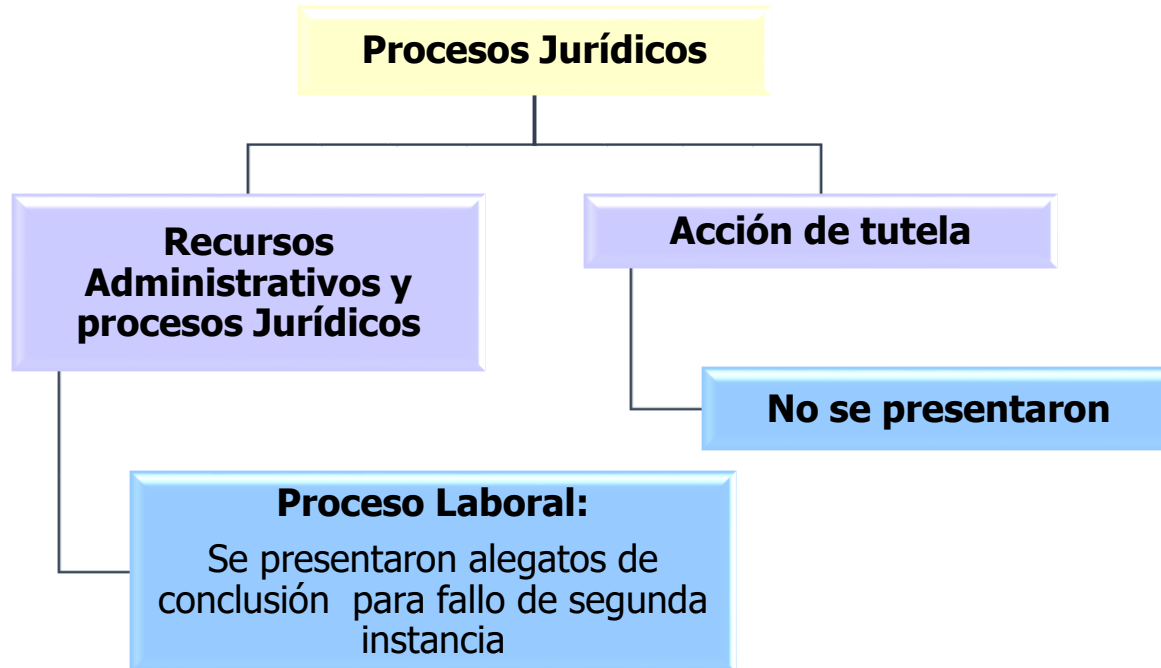 Procesos Jurídicos
Recursos
Administrativos y
procesos Jurídicos
Acción de tutela
No se presentaron
Proceso Laboral:
Se presentaron alegatos de
conclusión para fallo de segunda
instancia